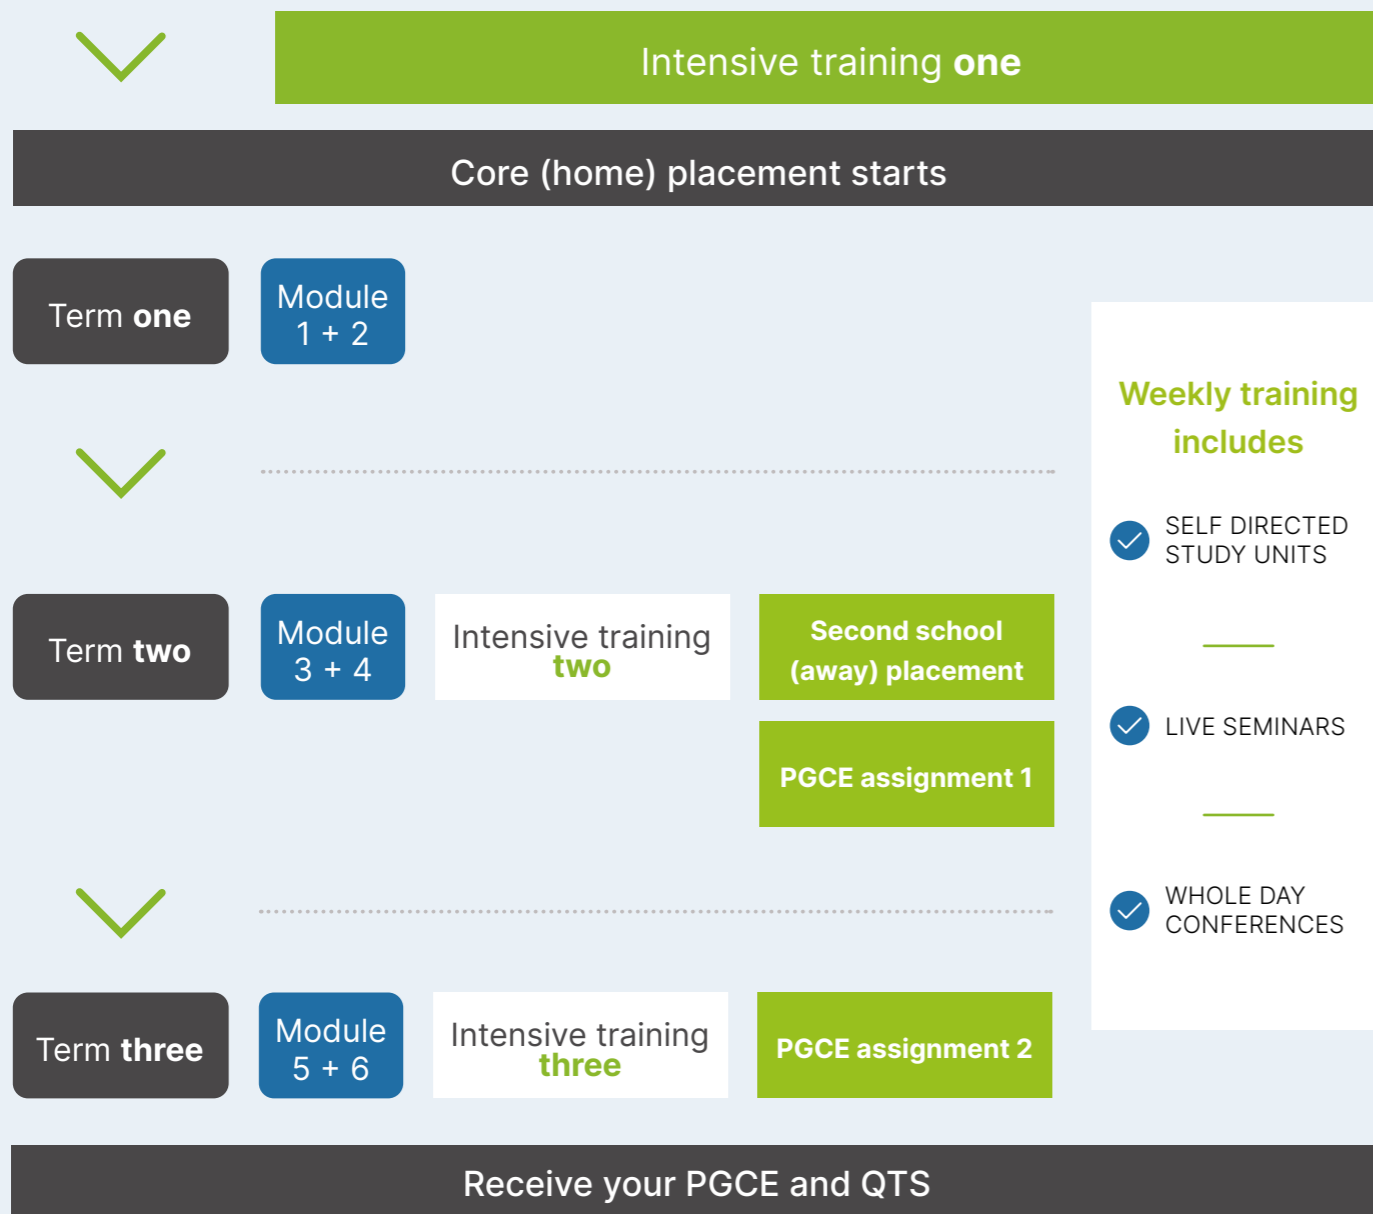 Intensive training one
Core (home) placement starts
Term one
Module
1 + 2
Term two
Module
3 + 4
Intensive training
two
Second school
(away) placement
PGCE assignment 1
Term three
Module
5 + 6
Intensive training
three
PGCE assignment 2
Weekly training
includes
SELF DIRECTED
STUDY UNITS
LIVE SEMINARS
WHOLE DAY
CONFERENCES
Receive your PGCE and QTS